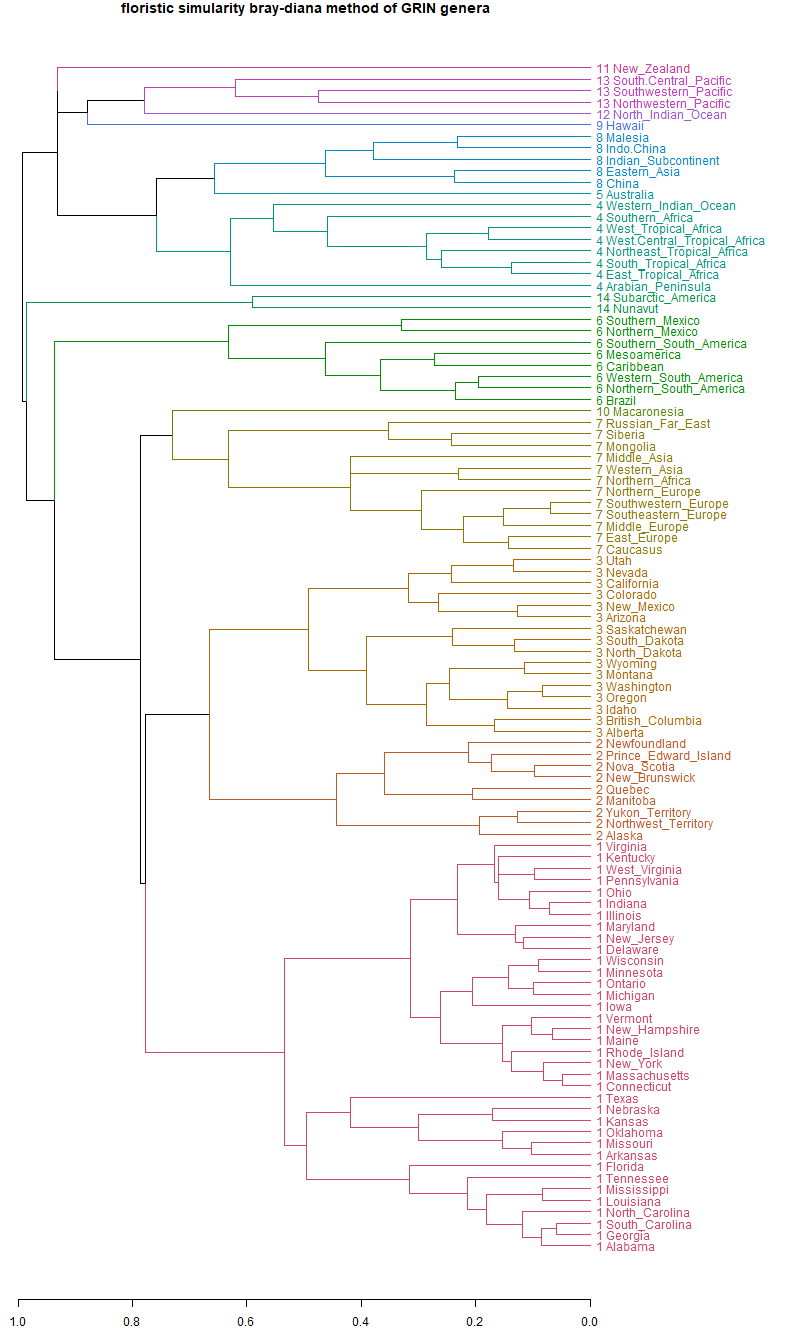 floristic simularity bray-diana method of GRIN genera
11 New_Zealand
13 South.Central_Pacific
13 Southwestern_Pacific
13 Northwestern_Pacific
12 North_Indian_Ocean
9 Hawaii
8 Malesia
8 Indo.China
8 Indian_Subcontinent
8 Eastern_Asia
8 China
5 Australia
4 Western_Indian_Ocean
4 Southern_Africa
4 West_Tropical_Africa
4 West.Central_Tropical_Africa
4 Northeast_Tropical_Africa
4 South_Tropical_Africa
4 East_Tropical_Africa
4 Arabian_Peninsula
14 Subarctic_America
14 Nunavut
6 Southern_Mexico
6 Northern_Mexico
6 Southern_South_America
6 Mesoamerica
6 Caribbean
6 Western_South_America
6 Northern_South_America
6 Brazil
10 Macaronesia
7 Russian_Far_East
7 Siberia
7 Mongolia
7 Middle_Asia
7 Western_Asia
7 Northern_Africa
7 Northern_Europe
7 Southwestern_Europe
7 Southeastern_Europe
7 Middle_Europe
7 East_Europe
7 Caucasus
3 Utah
3 Nevada
3 California
3 Colorado
3 New_Mexico
3 Arizona
3 Saskatchewan
3 South_Dakota
3 North_Dakota
3 Wyoming
3 Montana
3 Washington
3 Oregon
3 Idaho
3 British_Columbia
3 Alberta
2 Newfoundland
2 Prince_Edward_Island
2 Nova_Scotia
2 New_Brunswick
2 Quebec
2 Manitoba
2 Yukon_Territory
2 Northwest_Territory
2 Alaska
1 Virginia
1 Kentucky
1 West_Virginia
1 Pennsylvania
1 Ohio
1 Indiana
1 Illinois
1 Maryland
1 New_Jersey
1 Delaware
1 Wisconsin
1 Minnesota
1 Ontario
1 Michigan
1 Iowa
1 Vermont
1 New_Hampshire
1 Maine
1 Rhode_Island
1 New_York
1 Massachusetts
1 Connecticut
1 Texas
1 Nebraska
1 Kansas
1 Oklahoma
1 Missouri
1 Arkansas
1 Florida
1 Tennessee
1 Mississippi
1 Louisiana
1 North_Carolina
1 South_Carolina
1 Georgia
1 Alabama
1.0 0.8 0.6 0.4 0.2 0.0